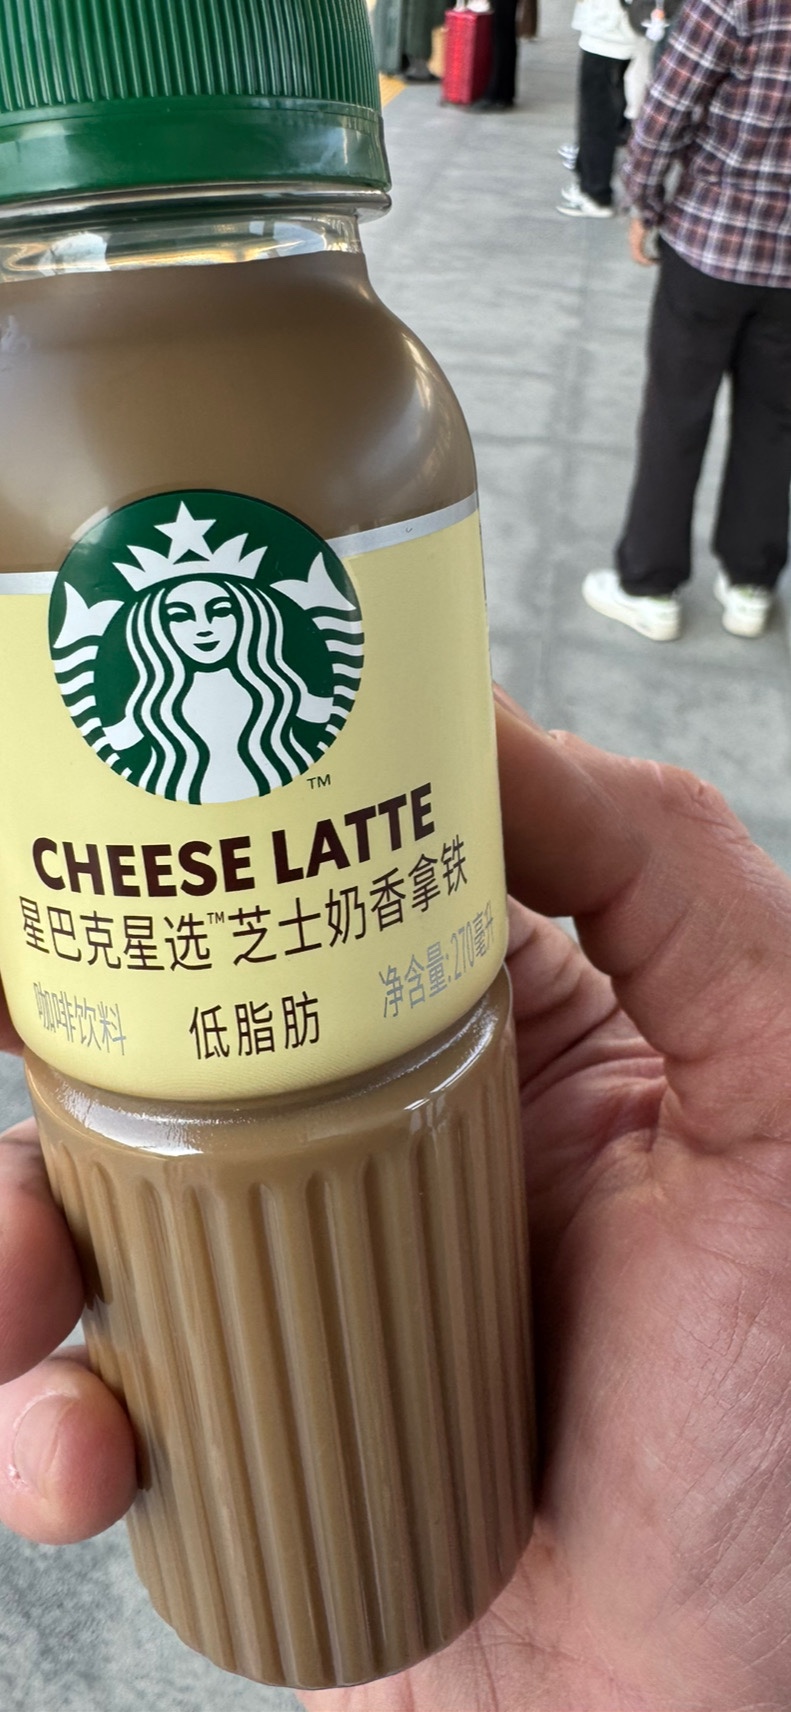 TM
CHEESE LATTE
星巴克星选™芝士奶香拿铁
咖啡饮料 低脂肪 净含量:270毫升